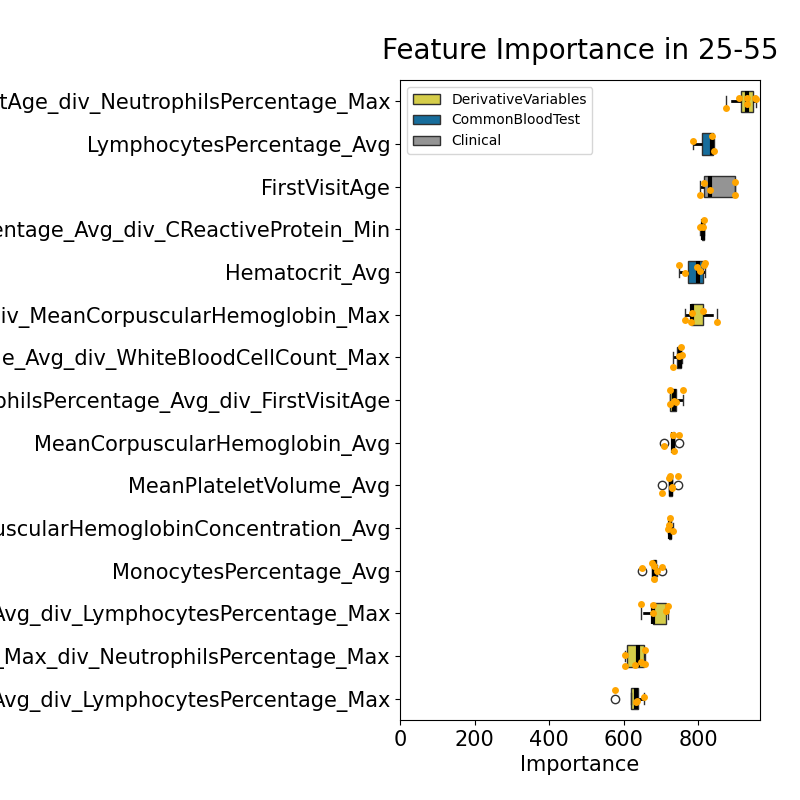 Feature Importance in 25-55
DerivativeVariables
CommonBloodTest
Clinical
tAge_div_NeutrophilsPercentage_Max
LymphocytesPercentage_Avg
FirstVisitAge
entage_Avg_div_CReactiveProtein_Min
Hematocrit_Avg
iv_MeanCorpuscularHemoglobin_Max
e_Avg_div_WhiteBloodCellCount_Max
philsPercentage_Avg_div_FirstVisitAge
MeanCorpuscularHemoglobin_Avg
MeanPlateletVolume_Avg
uscularHemoglobinConcentration_Avg
MonocytesPercentage_Avg
Avg_div_LymphocytesPercentage_Max
_Max_div_NeutrophilsPercentage_Max
Avg_div_LymphocytesPercentage_Max
0 200 400 600 800
Importance